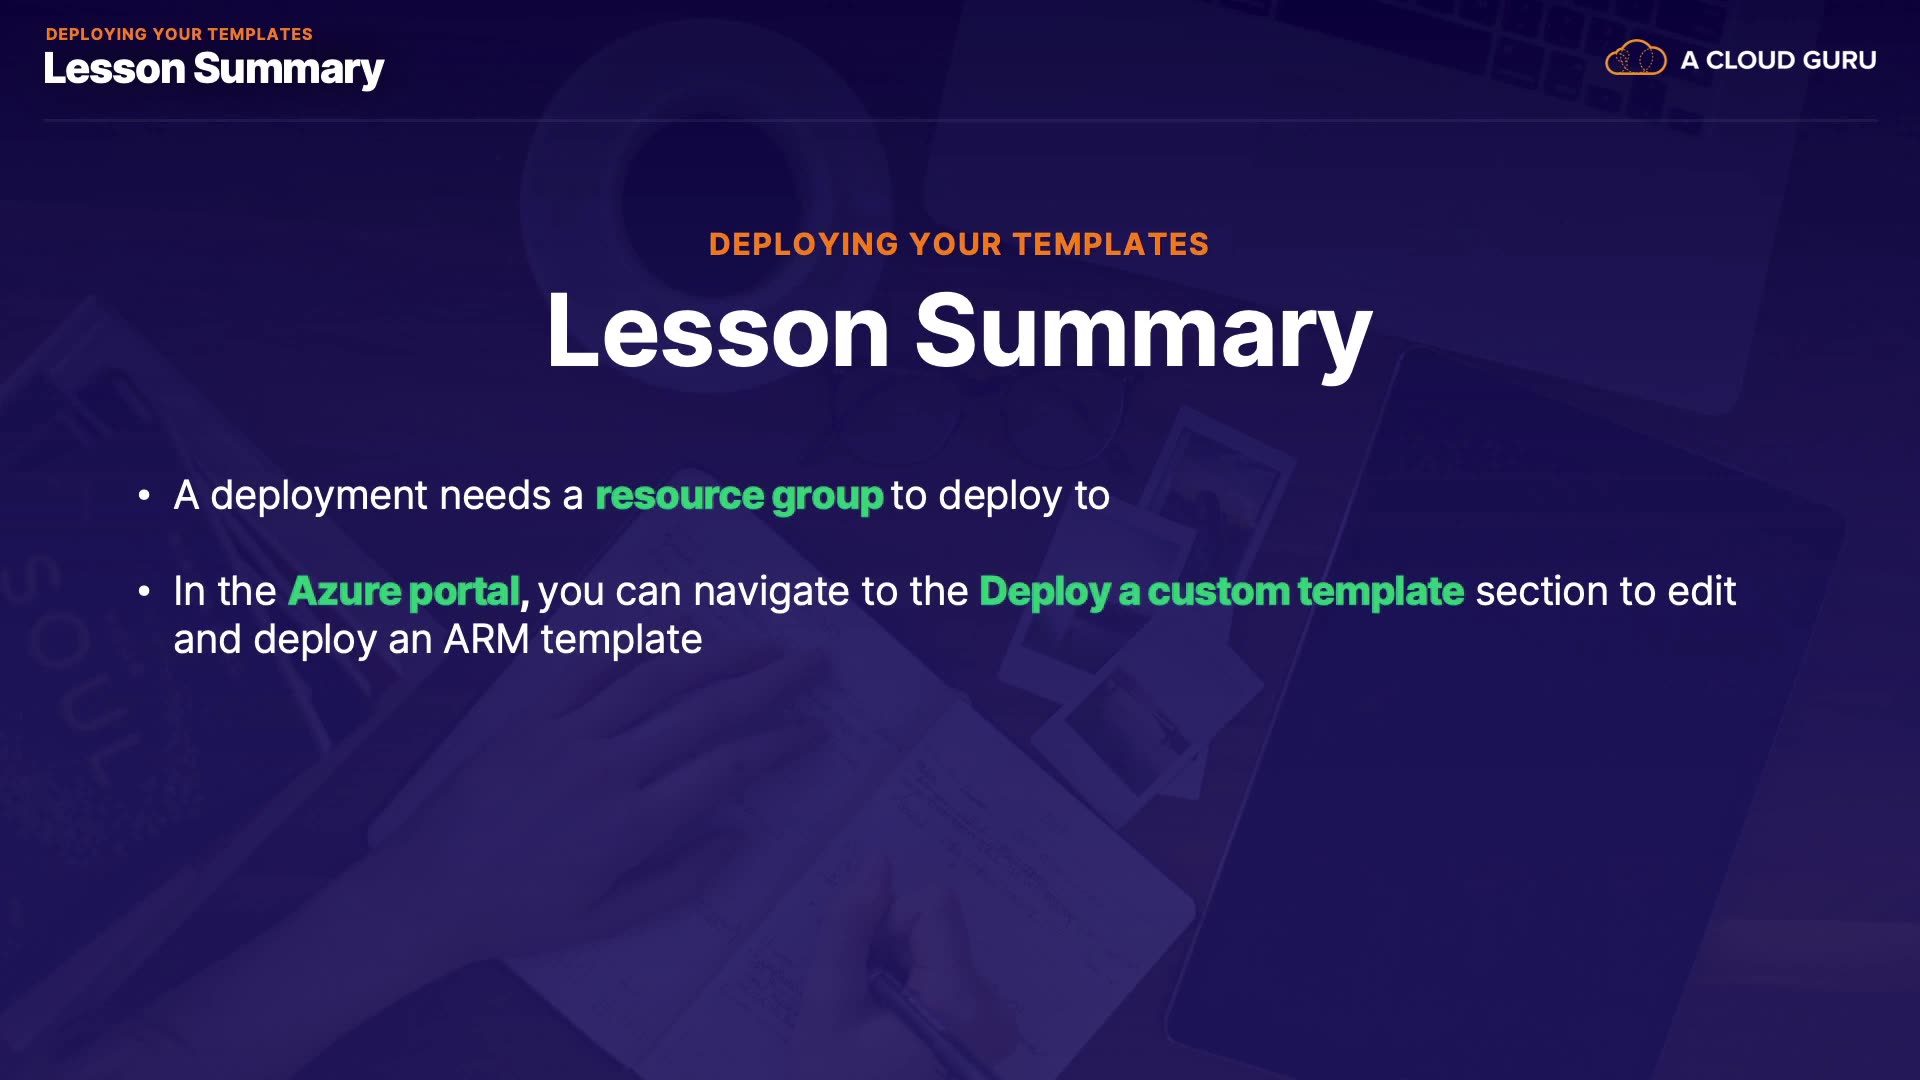 DEPLOYING YOUR TEMPLATES
Lesson Summary
A CLOUD GURU
DEPLOYING YOUR TEMPLATES
Lesson Summary
• A deployment needs a resource group to deploy to
• In the Azure portal, you can navigate to the Deploy a custom template section to edit
and deploy an ARM template
SOUL